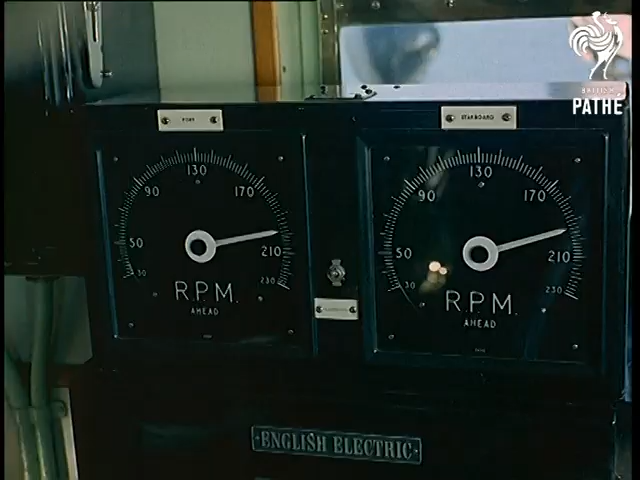 BRITISH
PATHÉ
PORT
STARBOARD
130
90
170
50
210
30
230
R.P.M.
AHEAD
130
90
170
50
210
30
230
R.P.M.
AHEAD
ENGLISH ELECTRIC